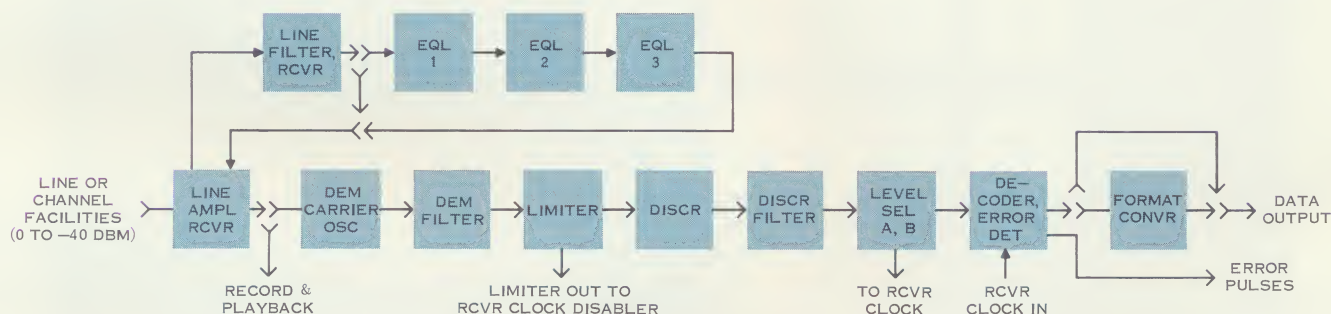 LINE
FILTER,
RCVR
EQL
1
EQL
2
EQL
3
LINE OR
CHANNEL
FACILITIES
(0 TO –40 DBM)
LINE
AMPL
RCVR
DEM
CARRIER
OSC
DEM
FILTER
LIMITER
DISCR
DISCR
FILTER
LEVEL
SEL
A, B
DE–
CODER,
ERROR
DET
FORMAT
CONVR
DATA
OUTPUT
RECORD &
PLAYBACK
LIMITER OUT TO
RCVR CLOCK DISABLER
TO RCVR
CLOCK
RCVR
CLOCK IN
ERROR
PULSES